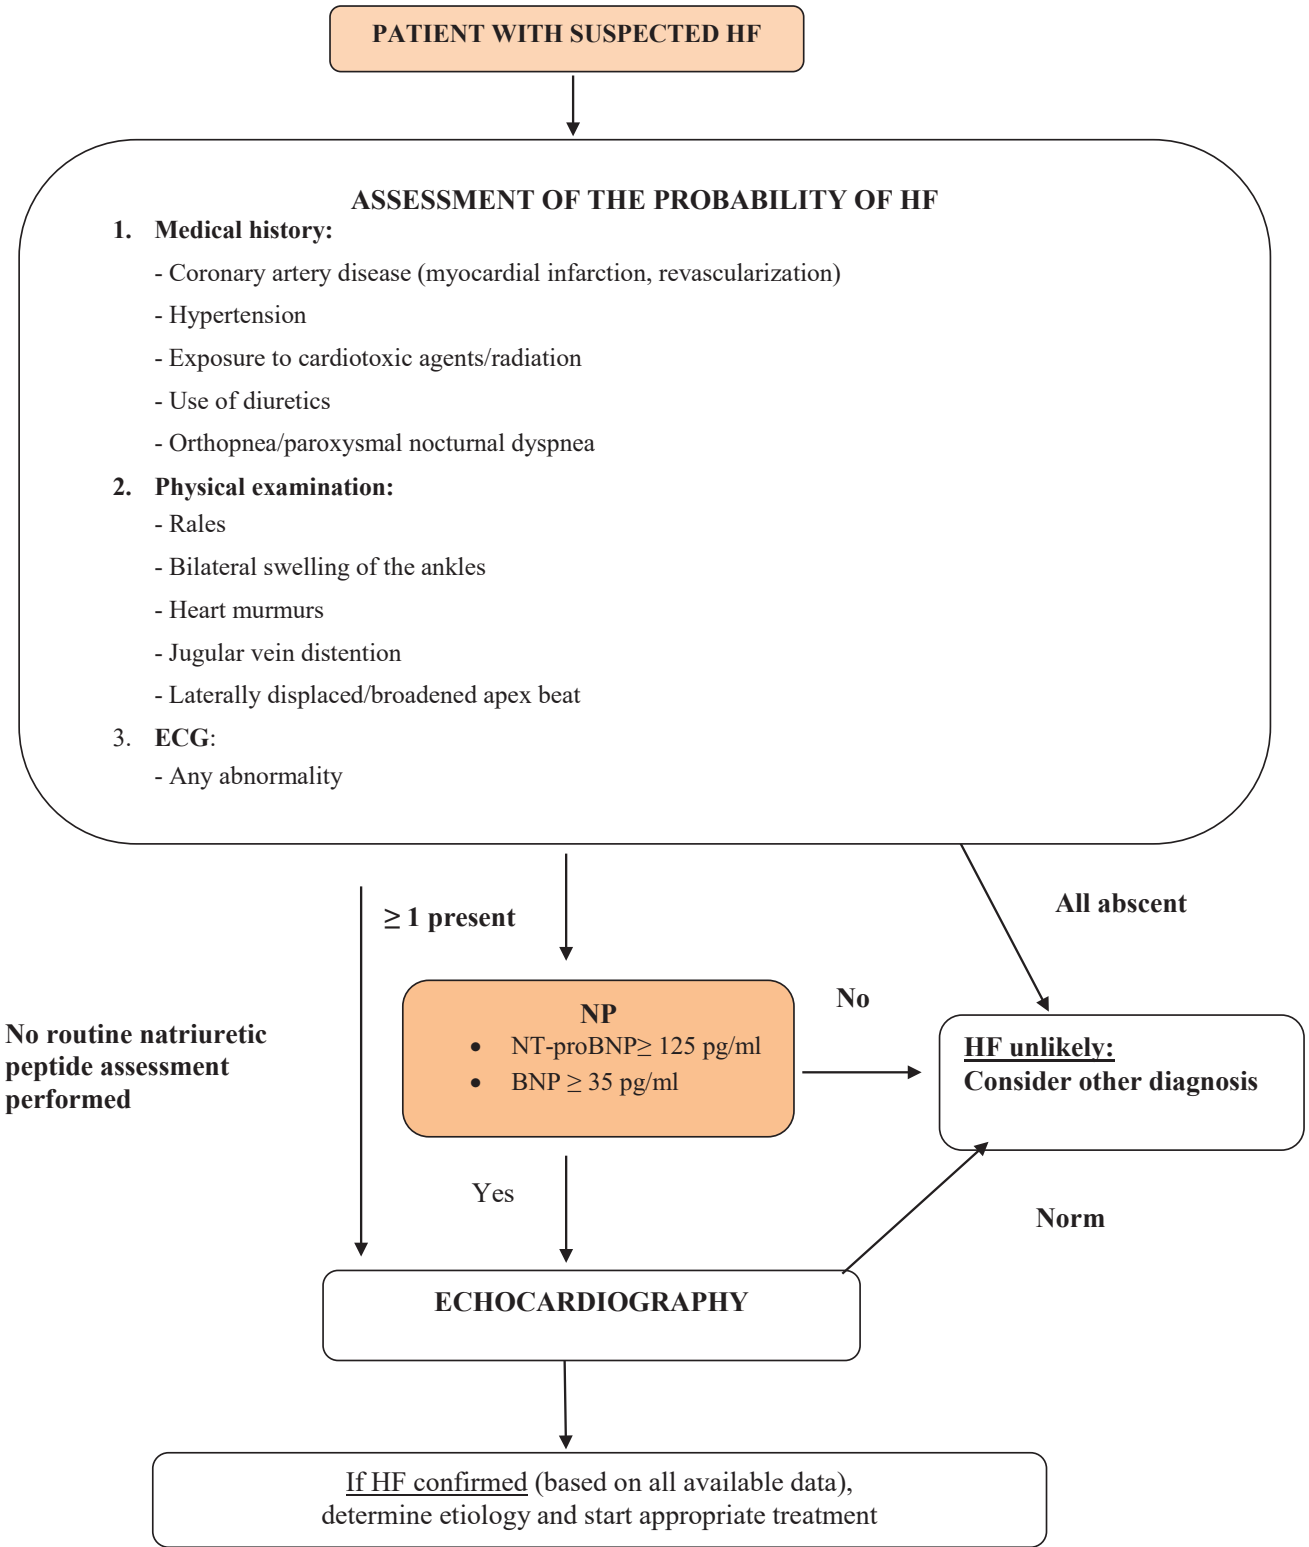 PATIENT WITH SUSPECTED HF
ASSESSMENT OF THE PROBABILITY OF HF
1. Medical history:
- Coronary artery disease (myocardial infarction, revascularization)
- Hypertension
- Exposure to cardiotoxic agents/radiation
- Use of diuretics
- Orthopnea/paroxysmal nocturnal dyspnea
2. Physical examination:
- Rales
- Bilateral swelling of the ankles
- Heart murmurs
- Jugular vein distention
- Laterally displaced/broadened apex beat
3. ECG:
- Any abnormality
≥ 1 present
All abscent
No routine natriuretic
peptide assessment
performed
NP
• NT-proBNP≥ 125 pg/ml
• BNP ≥ 35 pg/ml
No
HF unlikely:
Consider other diagnosis
Yes
Norm
ECHOCARDIOGRAPHY
If HF confirmed (based on all available data),
determine etiology and start appropriate treatment